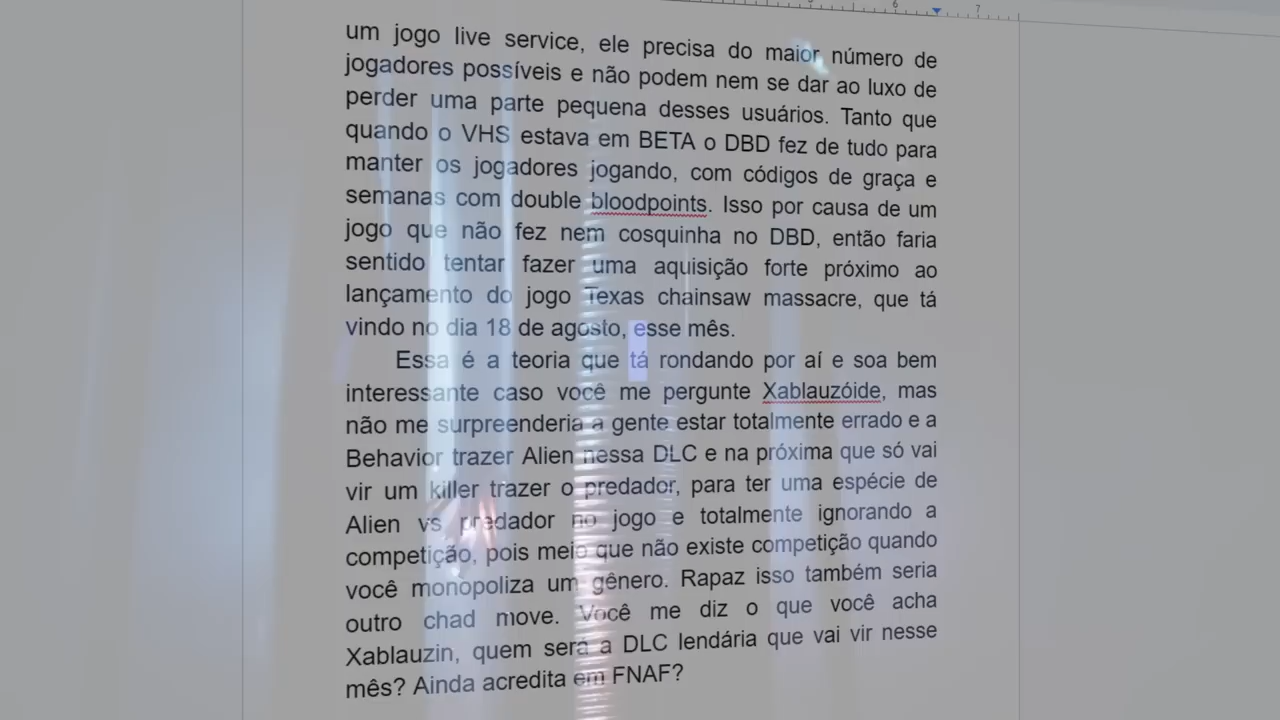 6 7
um jogo live service, ele precisa do maior número de
jogadores possíveis e não podem nem se dar ao luxo de
perder uma parte pequena desses usuários. Tanto que
quando o VHS estava em BETA o DBD fez de tudo para
manter os jogadores jogando, com códigos de graça e
semanas com double bloodpoints. Isso por causa de um
jogo que não fez nem cosquinha no DBD, então faria
sentido tentar fazer uma aquisição forte próximo ao
lançamento do jogo Texas chainsaw massacre, que tá
vindo no dia 18 de agosto, esse mês.
Essa é a teoria que tá rondando por aí e soa bem
interessante caso você me pergunte Xablauzóide, mas
não me surpreenderia a gente estar totalmente errado e a
Behavior trazer Alien nessa DLC e na próxima que só vai
vir um killer trazer o predador, para ter uma espécie de
Alien vs predador no jogo e totalmente ignorando a
competição, pois meio que não existe competição quando
você monopoliza um gênero. Rapaz isso também seria
outro chad move. Você me diz o que você acha
Xablauzin, quem será a DLC lendária que vai vir nesse
mês? Ainda acredita em FNAF?